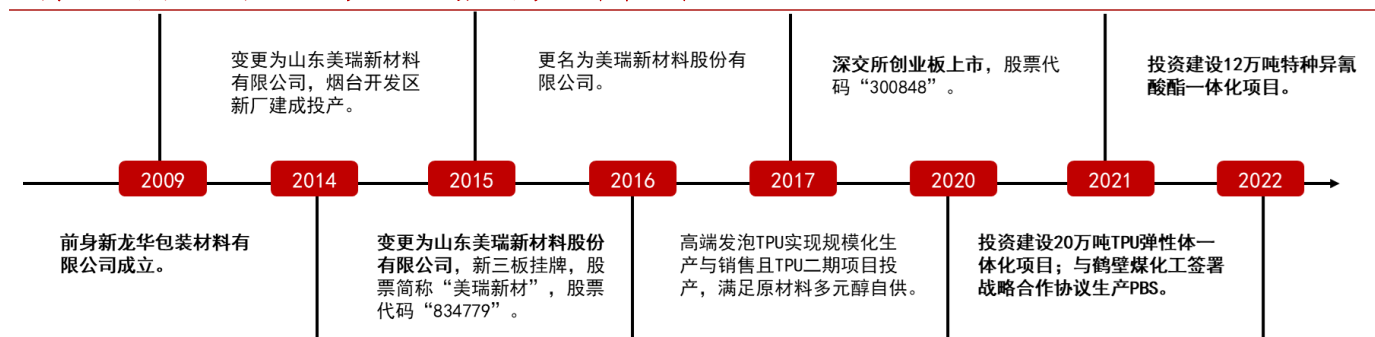 变更为山东美瑞新材料
有限公司，烟台开发区
新厂建成投产。
更名为美瑞新材料股份有
限公司。
深交所创业板上市，股票代
码“300848”。
投资建设12万吨特种异氰
酸酯一体化项目。
2009
2014
2015
2016
2017
2020
2021
2022
前身新龙华包装材料有
限公司成立。
变更为山东美瑞新材料股份
有限公司，新三板挂牌，股
票简称“美瑞新材”，股票
代码“834779”。
高端发泡TPU实现规模化生
产与销售且TPU二期项目投
产，满足原材料多元醇自供。
投资建设20万吨TPU弹性体一
体化项目；与鹤壁煤化工签署
战略合作协议生产PBS。